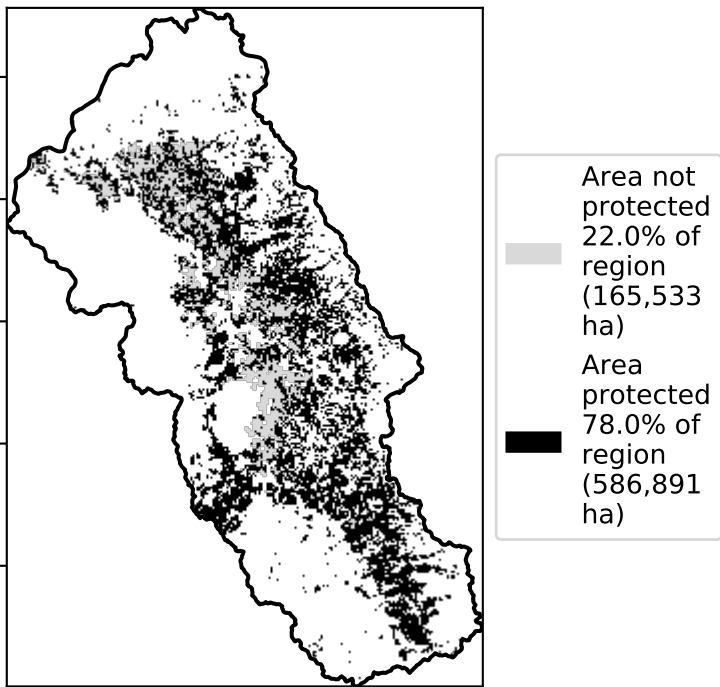 Area not
protected
22.0% of
region
(165,533
ha)
Area
protected
78.0% of
region
(586,891
ha)